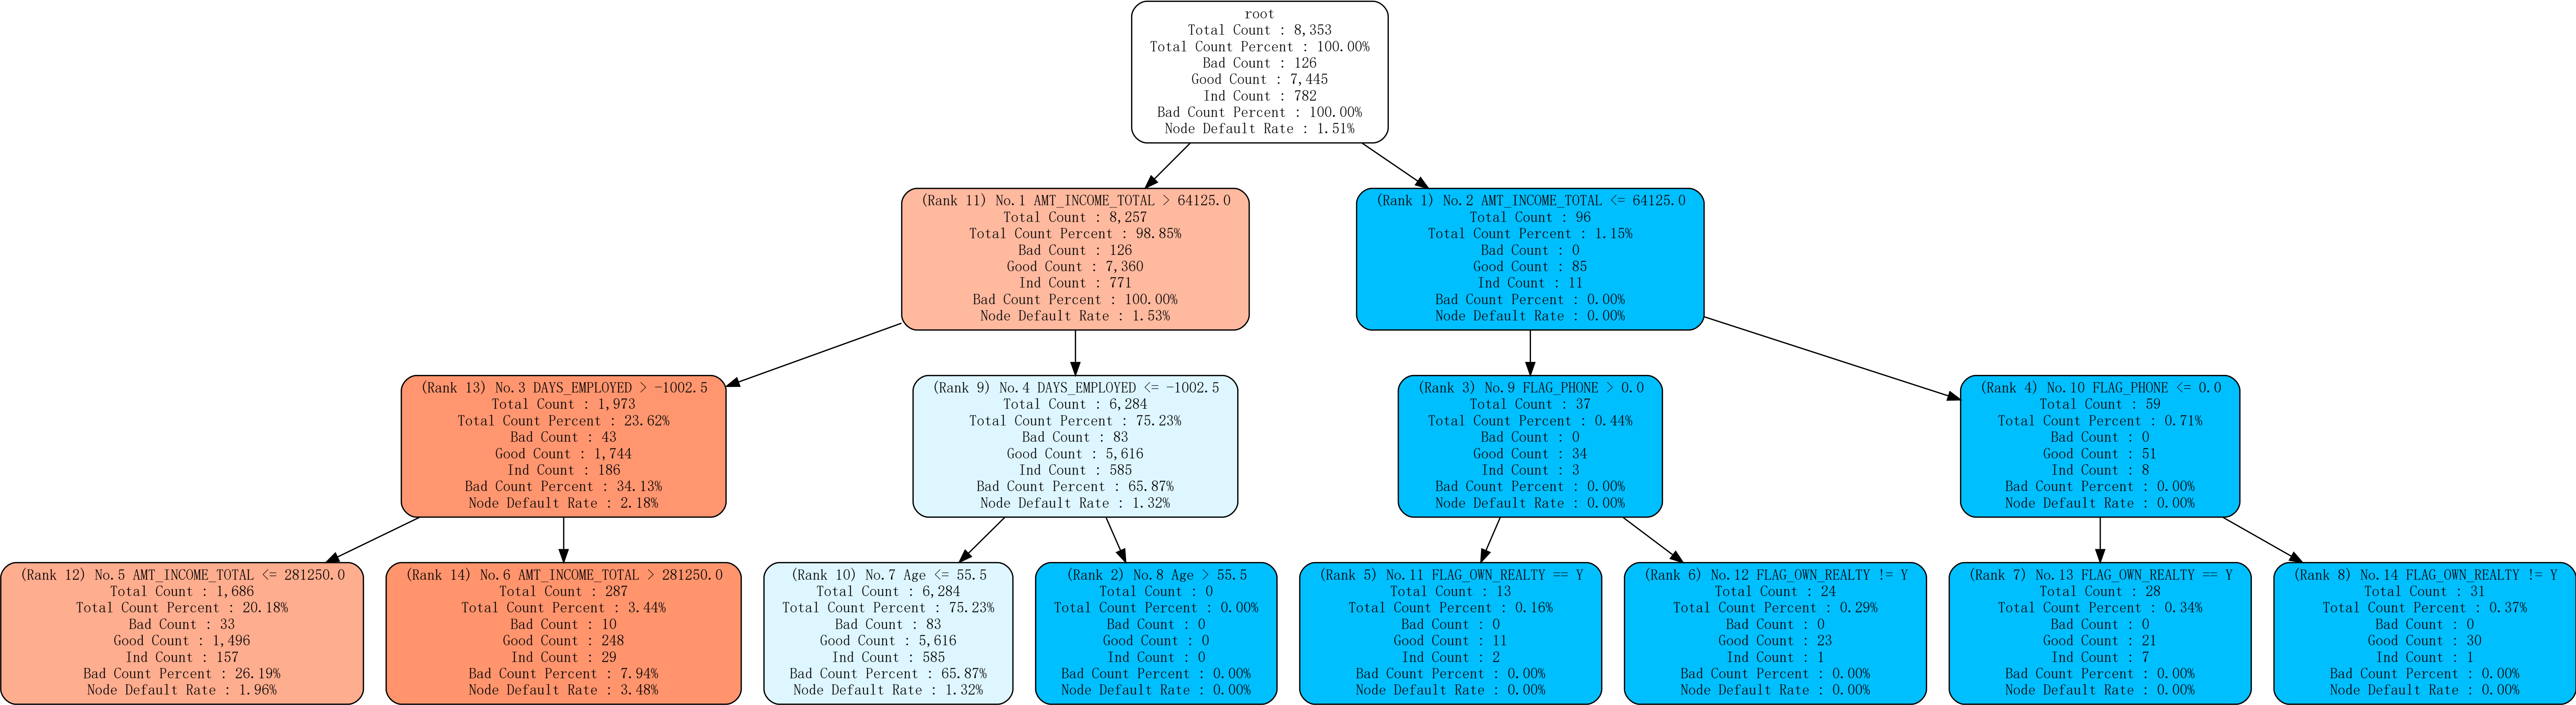 root
Total Count : 8,353
Total Count Percent : 100.00%
Bad Count : 126
Good Count : 7,445
Ind Count : 782
Bad Count Percent : 100.00%
Node Default Rate : 1.51%
(Rank 11) No.1 AMT_INCOME_TOTAL > 64125.0
Total Count : 8,257
Total Count Percent : 98.85%
Bad Count : 126
Good Count : 7,360
Ind Count : 771
Bad Count Percent : 100.00%
Node Default Rate : 1.53%
(Rank 1) No.2 AMT_INCOME_TOTAL <= 64125.0
Total Count : 96
Total Count Percent : 1.15%
Bad Count : 0
Good Count : 85
Ind Count : 11
Bad Count Percent : 0.00%
Node Default Rate : 0.00%
(Rank 13) No.3 DAYS_EMPLOYED > -1002.5
Total Count : 1,973
Total Count Percent : 23.62%
Bad Count : 43
Good Count : 1,744
Ind Count : 186
Bad Count Percent : 34.13%
Node Default Rate : 2.18%
(Rank 9) No.4 DAYS_EMPLOYED <= -1002.5
Total Count : 6,284
Total Count Percent : 75.23%
Bad Count : 83
Good Count : 5,616
Ind Count : 585
Bad Count Percent : 65.87%
Node Default Rate : 1.32%
(Rank 3) No.9 FLAG_PHONE > 0.0
Total Count : 37
Total Count Percent : 0.44%
Bad Count : 0
Good Count : 34
Ind Count : 3
Bad Count Percent : 0.00%
Node Default Rate : 0.00%
(Rank 4) No.10 FLAG_PHONE <= 0.0
Total Count : 59
Total Count Percent : 0.71%
Bad Count : 0
Good Count : 51
Ind Count : 8
Bad Count Percent : 0.00%
Node Default Rate : 0.00%
(Rank 12) No.5 AMT_INCOME_TOTAL <= 281250.0
Total Count : 1,686
Total Count Percent : 20.18%
Bad Count : 33
Good Count : 1,496
Ind Count : 157
Bad Count Percent : 26.19%
Node Default Rate : 1.96%
(Rank 14) No.6 AMT_INCOME_TOTAL > 281250.0
Total Count : 287
Total Count Percent : 3.44%
Bad Count : 10
Good Count : 248
Ind Count : 29
Bad Count Percent : 7.94%
Node Default Rate : 3.48%
(Rank 10) No.7 Age <= 55.5
Total Count : 6,284
Total Count Percent : 75.23%
Bad Count : 83
Good Count : 5,616
Ind Count : 585
Bad Count Percent : 65.87%
Node Default Rate : 1.32%
(Rank 2) No.8 Age > 55.5
Total Count : 0
Total Count Percent : 0.00%
Bad Count : 0
Good Count : 0
Ind Count : 0
Bad Count Percent : 0.00%
Node Default Rate : 0.00%
(Rank 5) No.11 FLAG_OWN_REALTY == Y
Total Count : 13
Total Count Percent : 0.16%
Bad Count : 0
Good Count : 11
Ind Count : 2
Bad Count Percent : 0.00%
Node Default Rate : 0.00%
(Rank 6) No.12 FLAG_OWN_REALTY != Y
Total Count : 24
Total Count Percent : 0.29%
Bad Count : 0
Good Count : 23
Ind Count : 1
Bad Count Percent : 0.00%
Node Default Rate : 0.00%
(Rank 7) No.13 FLAG_OWN_REALTY == Y
Total Count : 28
Total Count Percent : 0.34%
Bad Count : 0
Good Count : 21
Ind Count : 7
Bad Count Percent : 0.00%
Node Default Rate : 0.00%
(Rank 8) No.14 FLAG_OWN_REALTY != Y
Total Count : 31
Total Count Percent : 0.37%
Bad Count : 0
Good Count : 30
Ind Count : 1
Bad Count Percent : 0.00%
Node Default Rate : 0.00%